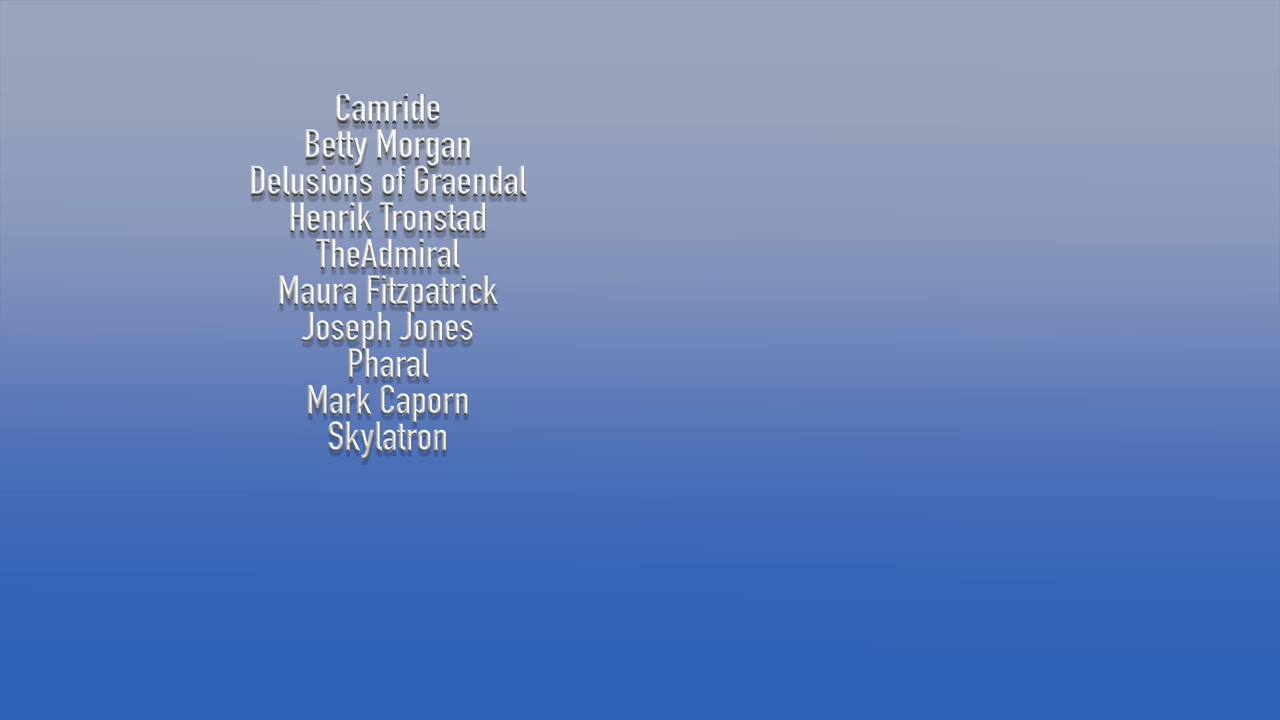 Camride
Betty Morgan
Delusions of Graendal
Henrik Tronstad
TheAdmiral
Maura Fitzpatrick
Joseph Jones
Pharal
Mark Caporn
Skylatron